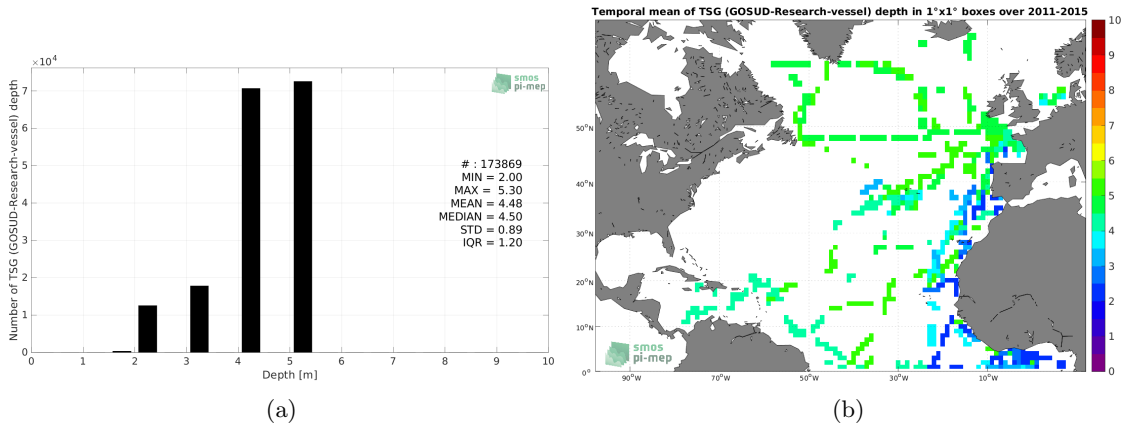 Temporal mean of TSG (GOSUD-Research-vessel) depth in 1°x1° boxes over 2011-2015
×10⁴
Number of TSG (GOSUD-Research-vessel) depth
7
6
5
4
3
2
1
0
0 1 2 3 4 5 6 7 8 9 10
Depth [m]
smos
pi-mep
# : 173869
MIN = 2.00
MAX = 5.30
MEAN = 4.48
MEDIAN = 4.50
STD = 0.89
IQR = 1.20
(a)
50°N
40°N
30°N
20°N
10°N
0°
90°W 70°W 50°W 30°W 10°W
smos
pi-mep
10
9
8
7
6
5
4
3
2
1
0
(b)